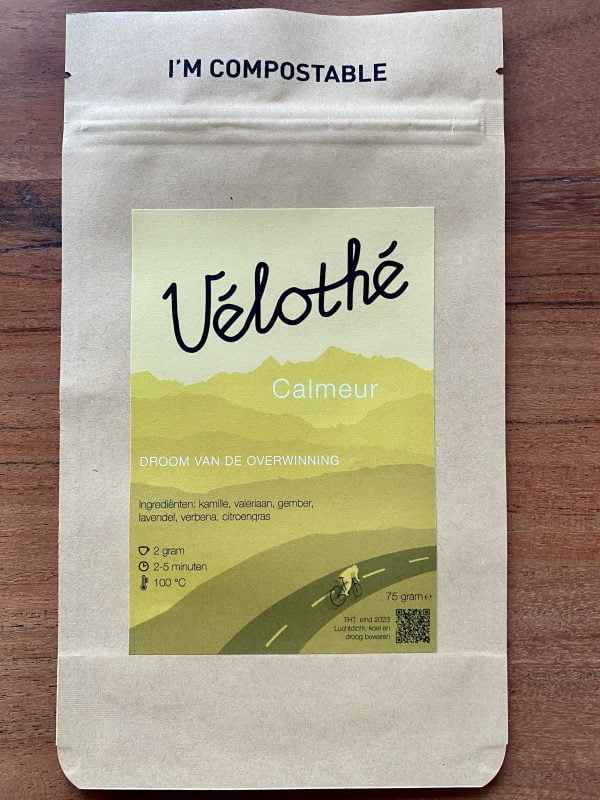 I'M COMPOSTABLE
Vélothé
Calmeur
DROOM VAN DE OVERWINNING
Ingrediënten: kamille, valeriaan, gember,
lavendel, verbena, citroengras
2 gram
2-5 minuten
100 °C
75 gram ℮
THT: eind 2023
Luchtdicht, koel en
droog bewaren